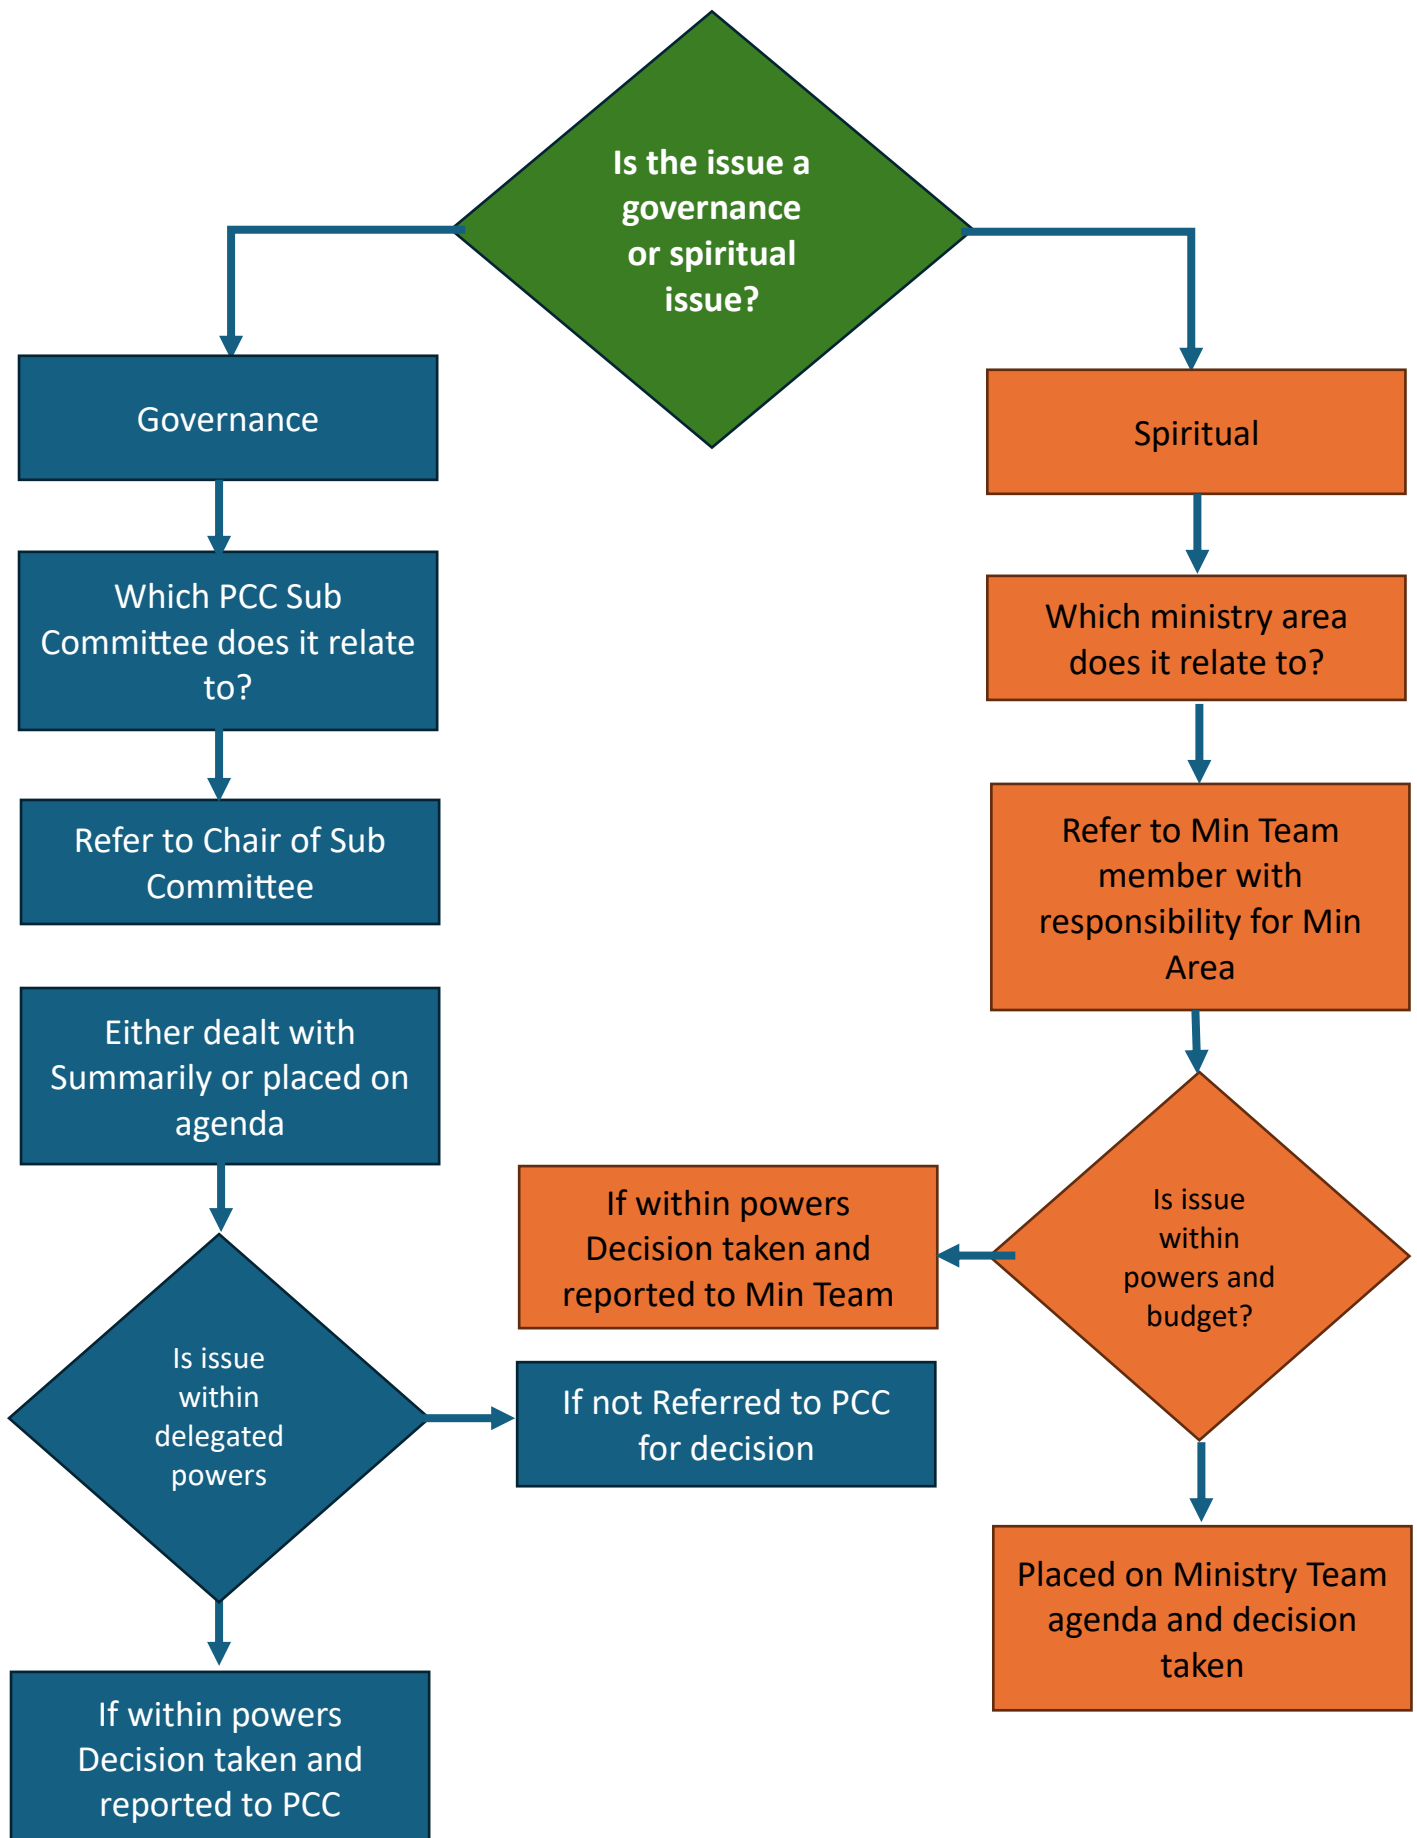 Is the issue a
governance
or spiritual
issue?
Governance
Which PCC Sub
Committee does it relate
to?
Refer to Chair of Sub
Committee
Either dealt with
Summarily or placed on
agenda
Is issue
within
delegated
powers
If not Referred to PCC
for decision
If within powers
Decision taken and
reported to PCC
Spiritual
Which ministry area
does it relate to?
Refer to Min Team
member with
responsibility for Min
Area
Is issue
within
powers and
budget?
If within powers
Decision taken and
reported to Min Team
Placed on Ministry Team
agenda and decision
taken